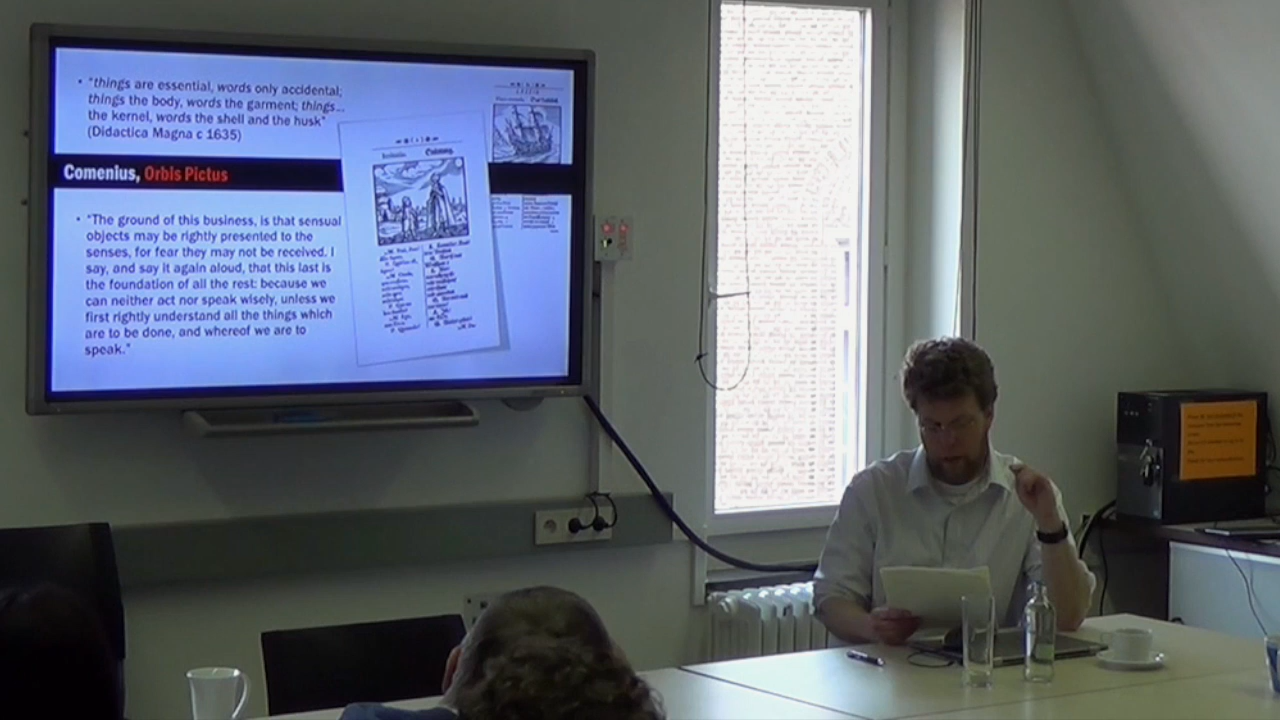 • "things are essential, words only accidental;
things the body, words the garment; things...
the kernel, words the shell and the husk"
(Didactica Magna c 1635)
Comenius, Orbis Pictus
• "The ground of this business, is that sensual
objects may be rightly presented to the
senses, for fear they may not be received. I
say, and say it again aloud, that this last is
the foundation of all the rest: because we
can neither act nor speak wisely, unless we
first rightly understand all the things which
are to be done, and whereof we are to
speak."